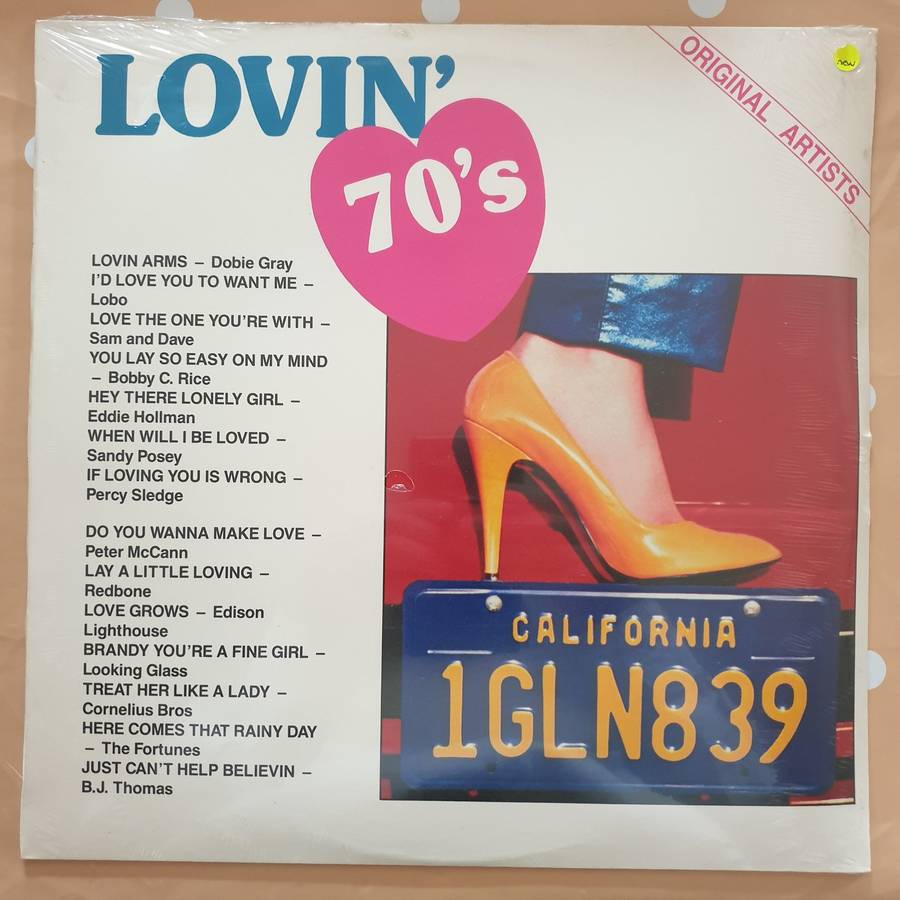 LOVIN'
70's
ORIGINAL ARTISTS
new
LOVIN ARMS – Dobie Gray
I'D LOVE YOU TO WANT ME –
Lobo
LOVE THE ONE YOU'RE WITH –
Sam and Dave
YOU LAY SO EASY ON MY MIND
– Bobby C. Rice
HEY THERE LONELY GIRL –
Eddie Hollman
WHEN WILL I BE LOVED –
Sandy Posey
IF LOVING YOU IS WRONG –
Percy Sledge
DO YOU WANNA MAKE LOVE –
Peter McCann
LAY A LITTLE LOVING –
Redbone
LOVE GROWS – Edison
Lighthouse
BRANDY YOU'RE A FINE GIRL –
Looking Glass
TREAT HER LIKE A LADY –
Cornelius Bros
HERE COMES THAT RAINY DAY
– The Fortunes
JUST CAN'T HELP BELIEVIN –
B.J. Thomas
CALIFORNIA
1GLN839